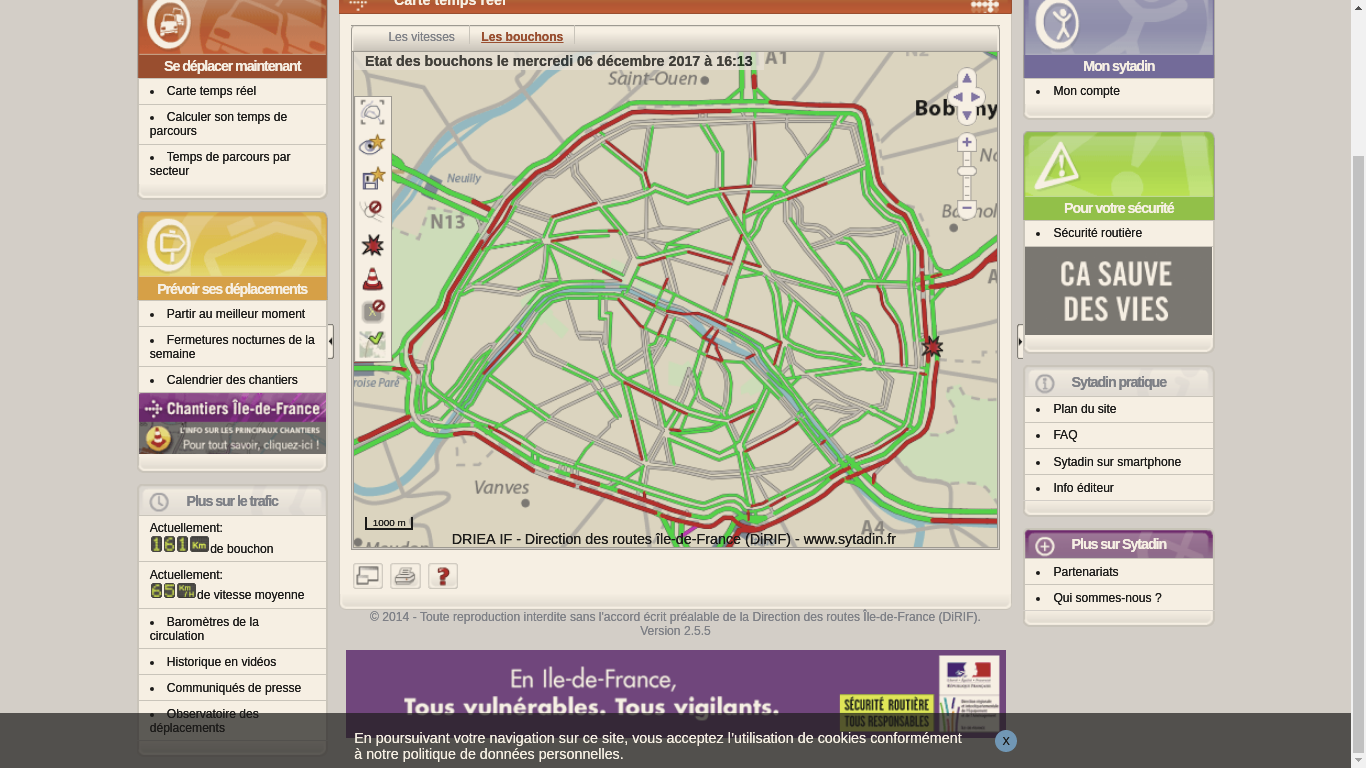 Carte temps réel
Se déplacer maintenant
Carte temps réel
Calculer son temps de
parcours
Temps de parcours par
secteur
Prévoir ses déplacements
Partir au meilleur moment
Fermetures nocturnes de la
semaine
Calendrier des chantiers
Chantiers Île-de-France
L'INFO SUR LES PRINCIPAUX CHANTIERS
Pour tout savoir, cliquez-ici !
Plus sur le trafic
Actuellement:
161 Km de bouchon
Actuellement:
65 Km/H de vitesse moyenne
Baromètres de la
circulation
Historique en vidéos
Communiqués de presse
Observatoire des
déplacements
Les vitesses
Les bouchons
Etat des bouchons le mercredi 06 décembre 2017 à 16:13
A1
N2
Saint-Ouen
Neuilly
N13
roise Paré
Vanves
A4
1000 m
DRIEA IF - Direction des routes île-de-France (DiRIF) - www.sytadin.fr
© 2014 - Toute reproduction interdite sans l'accord écrit préalable de la Direction des routes Île-de-France (DiRIF).
Version 2.5.5
En Ile-de-France,
Tous vulnérables. Tous vigilants.
SÉCURITÉ ROUTIÈRE
TOUS RESPONSABLES
RÉPUBLIQUE FRANÇAISE
En poursuivant votre navigation sur ce site, vous acceptez l'utilisation de cookies conformément
à notre politique de données personnelles.
x
Mon sytadin
Mon compte
Pour votre sécurité
Sécurité routière
CA SAUVE
DES VIES
Sytadin pratique
Plan du site
FAQ
Sytadin sur smartphone
Info éditeur
Plus sur Sytadin
Partenariats
Qui sommes-nous ?